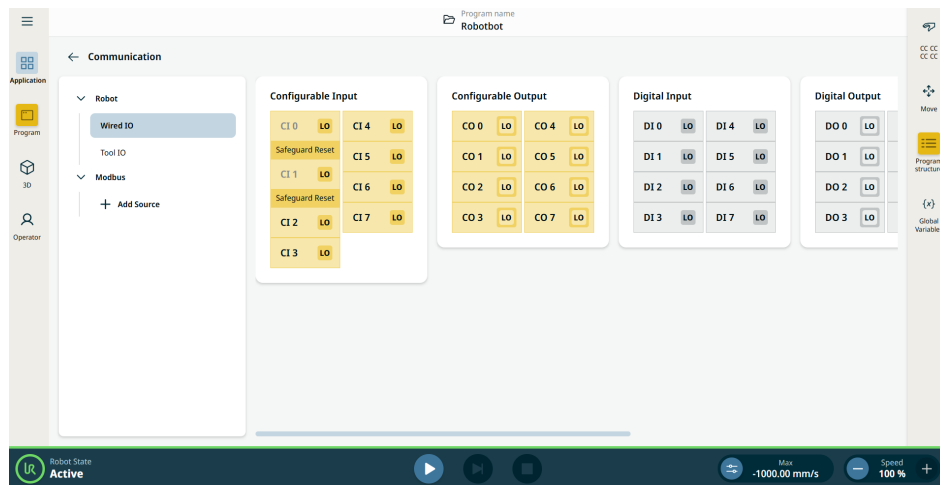 Program name
Robotbot
Communication
Application
Program
3D
Operator
Robot
Wired IO
Tool IO
Modbus
Add Source
Configurable Input
CI 0 LO CI 4 LO
Safeguard Reset
CI 5 LO
CI 1 LO
CI 6 LO
Safeguard Reset
CI 2 LO CI 7 LO
CI 3 LO
Configurable Output
CO 0 LO CO 4 LO
CO 1 LO CO 5 LO
CO 2 LO CO 6 LO
CO 3 LO CO 7 LO
Digital Input
DI 0 LO DI 4 LO
DI 1 LO DI 5 LO
DI 2 LO DI 6 LO
DI 3 LO DI 7 LO
Digital Output
DO 0 LO
DO 1 LO
DO 2 LO
DO 3 LO
CC CC
CC CC
Move
Program
structure
{x}
Global
Variable
UR
Robot State
Active
Max
-1000.00 mm/s
Speed
100 %